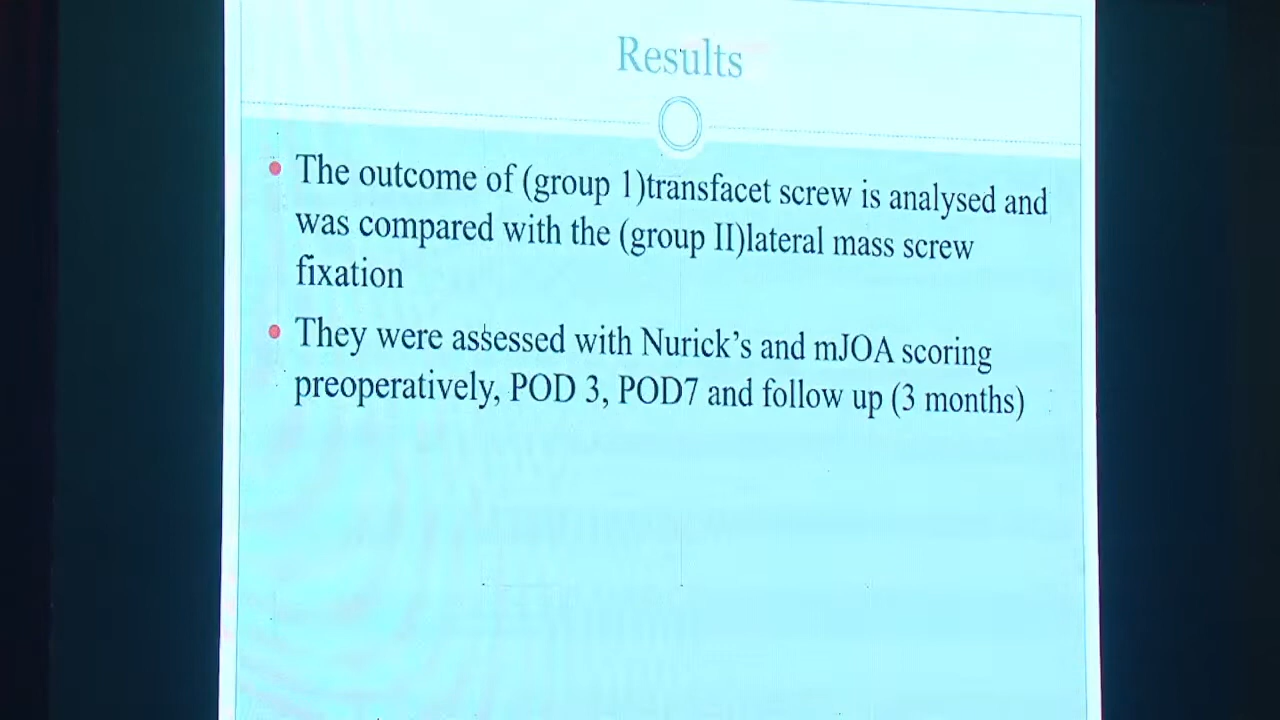 Results
The outcome of (group 1)transfacet screw is analysed and
was compared with the (group II)lateral mass screw
fixation
They were assessed with Nurick's and mJOA scoring
preoperatively, POD 3, POD7 and follow up (3 months)